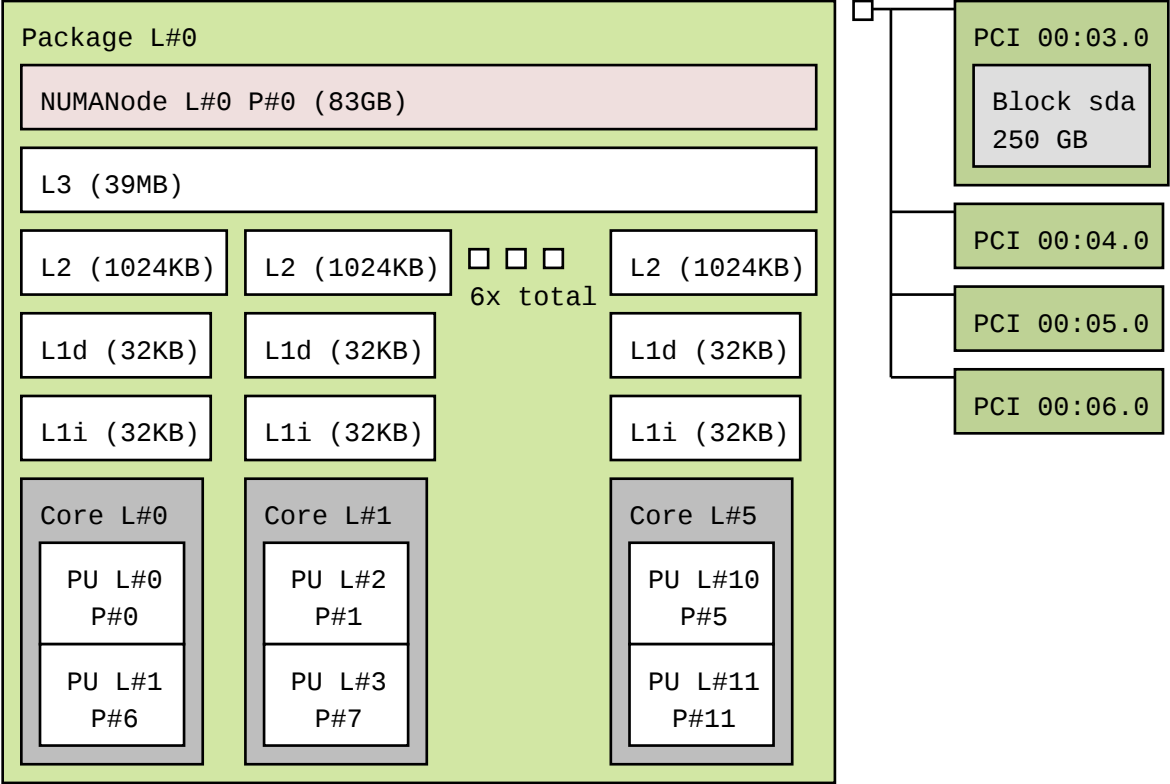 Package L#0
NUMANode L#0 P#0 (83GB)
L3 (39MB)
L2 (1024KB)
L2 (1024KB)
6x total
L2 (1024KB)
L1d (32KB)
L1d (32KB)
L1d (32KB)
L1i (32KB)
L1i (32KB)
L1i (32KB)
Core L#0
PU L#0
P#0
PU L#1
P#6
Core L#1
PU L#2
P#1
PU L#3
P#7
Core L#5
PU L#10
P#5
PU L#11
P#11
PCI 00:03.0
Block sda
250 GB
PCI 00:04.0
PCI 00:05.0
PCI 00:06.0